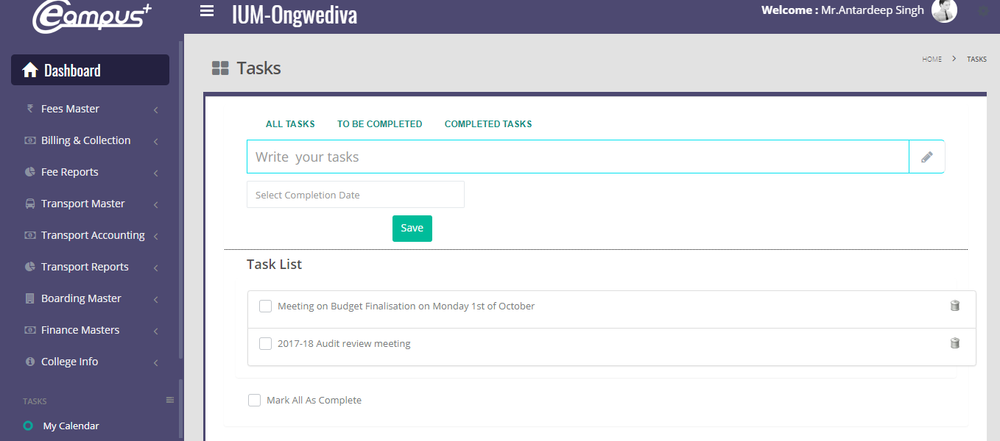 Campus+
IUM-Ongwediva
Welcome : Mr.Antardeep Singh
Dashboard
Fees Master
Billing & Collection
Fee Reports
Transport Master
Transport Accounting
Transport Reports
Boarding Master
Finance Masters
College Info
TASKS
My Calendar
Tasks
HOME > TASKS
ALL TASKS TO BE COMPLETED COMPLETED TASKS
Write your tasks
Select Completion Date
Save
Task List
Meeting on Budget Finalisation on Monday 1st of October
2017-18 Audit review meeting
Mark All As Complete